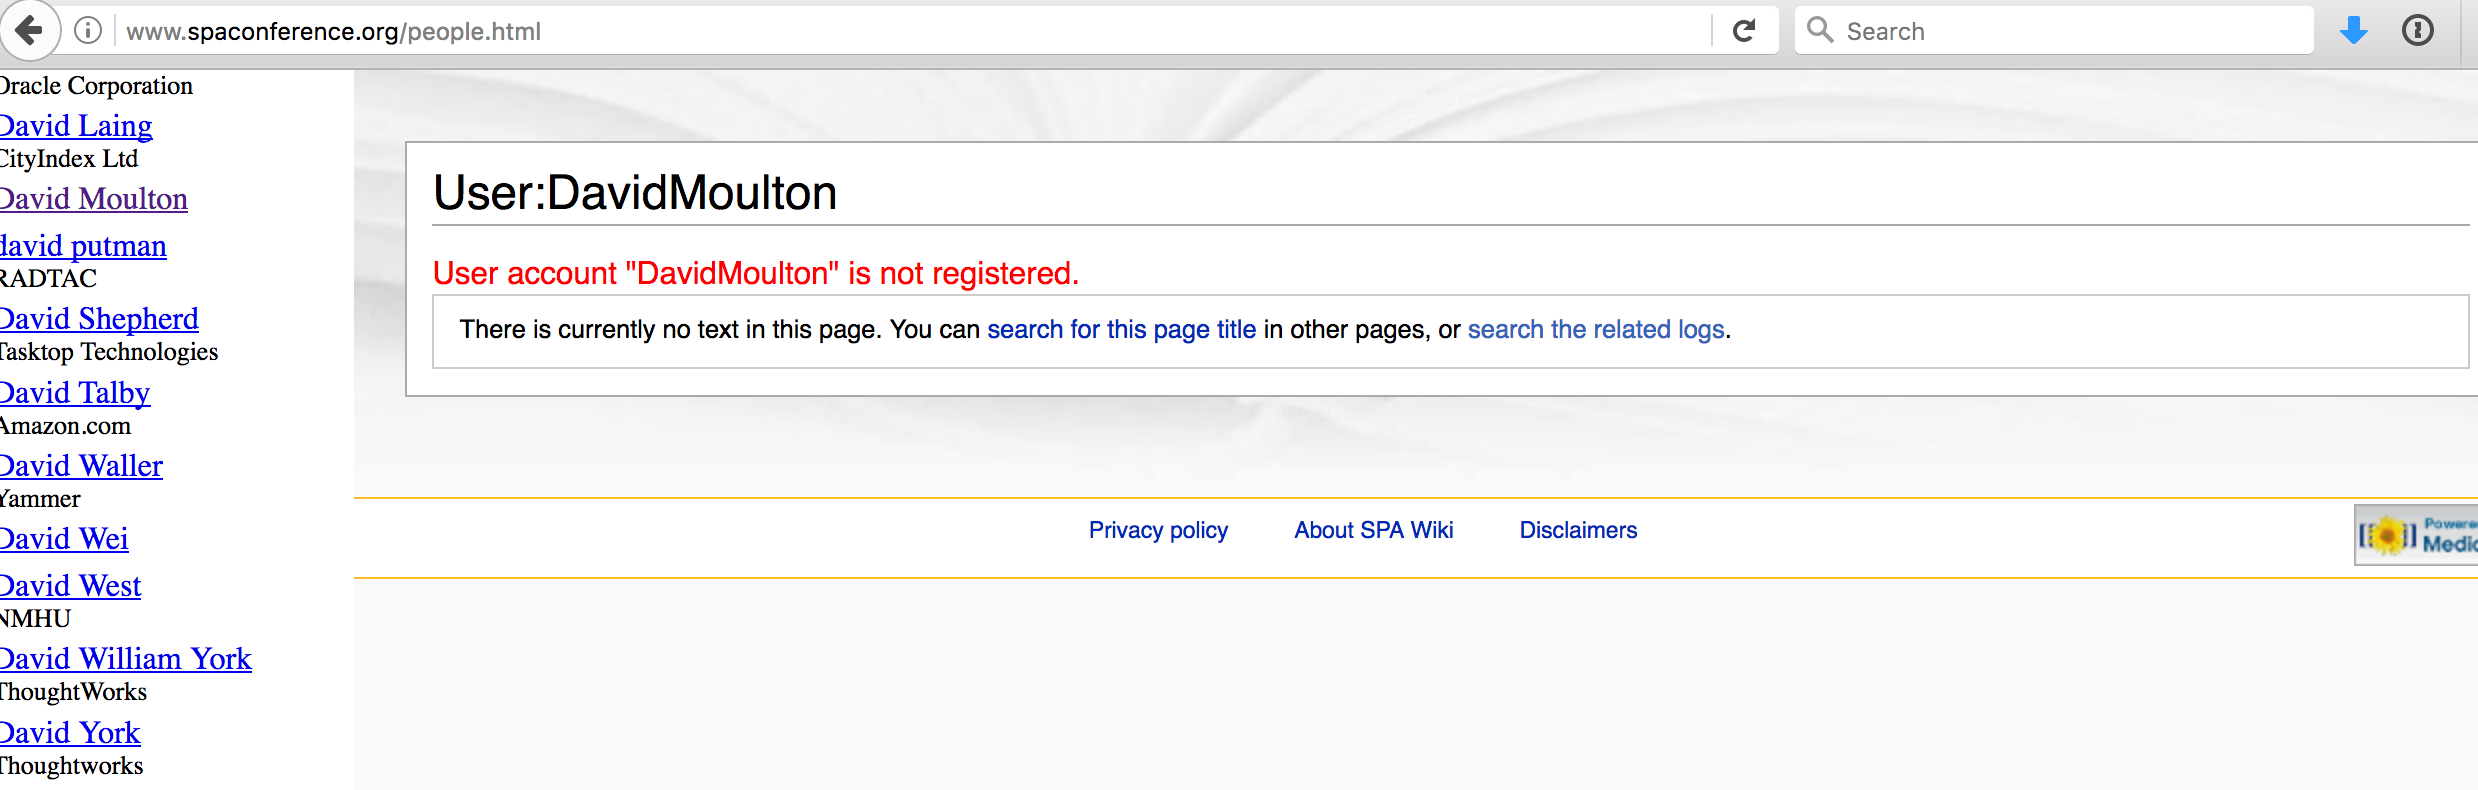 www.spaconference.org/people.html
Search
Oracle Corporation
David Laing
CityIndex Ltd
David Moulton
david putman
RADTAC
David Shepherd
Tasktop Technologies
David Talby
Amazon.com
David Waller
Yammer
David Wei
David West
NMHU
David William York
ThoughtWorks
David York
Thoughtworks
User:DavidMoulton
User account "DavidMoulton" is not registered.
There is currently no text in this page. You can search for this page title in other pages, or search the related logs.
Privacy policy
About SPA Wiki
Disclaimers